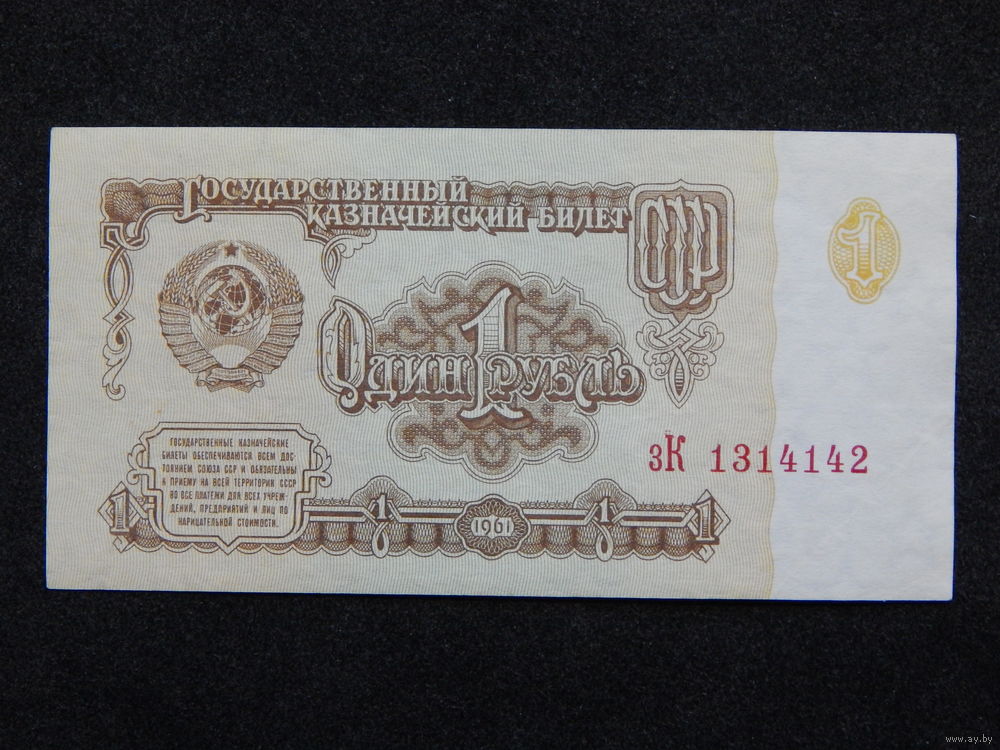 ГОСУДАРСТВЕННЫЙ
КАЗНАЧЕЙСКИЙ БИЛЕТ
СССР
1
1
ОДИН РУБЛЬ
зК 1314142
ГОСУДАРСТВЕННЫЕ КАЗНАЧЕЙСКИЕ
БИЛЕТЫ ОБЕСПЕЧИВАЮТСЯ ВСЕМ ДОС-
ТОЯНИЕМ СОЮЗА ССР И ОБЯЗАТЕЛЬНЫ
К ПРИЕМУ НА ВСЕЙ ТЕРРИТОРИИ СССР
ВО ВСЕ ПЛАТЕЖИ ДЛЯ ВСЕХ УЧРЕЖ-
ДЕНИЙ, ПРЕДПРИЯТИЙ И ЛИЦ ПО
НАРИЦАТЕЛЬНОЙ СТОИМОСТИ.
1 1 1961 1 1
www.ay.by